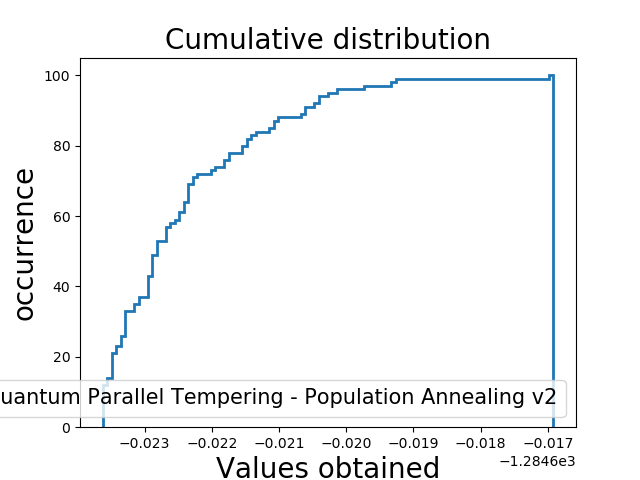 Cumulative distribution
occurrence
100
80
60
40
20
0
uantum Parallel Tempering - Population Annealing v2
−0.023 −0.022 −0.021 −0.020 −0.019 −0.018 −0.017
−1.2846e3
Values obtained